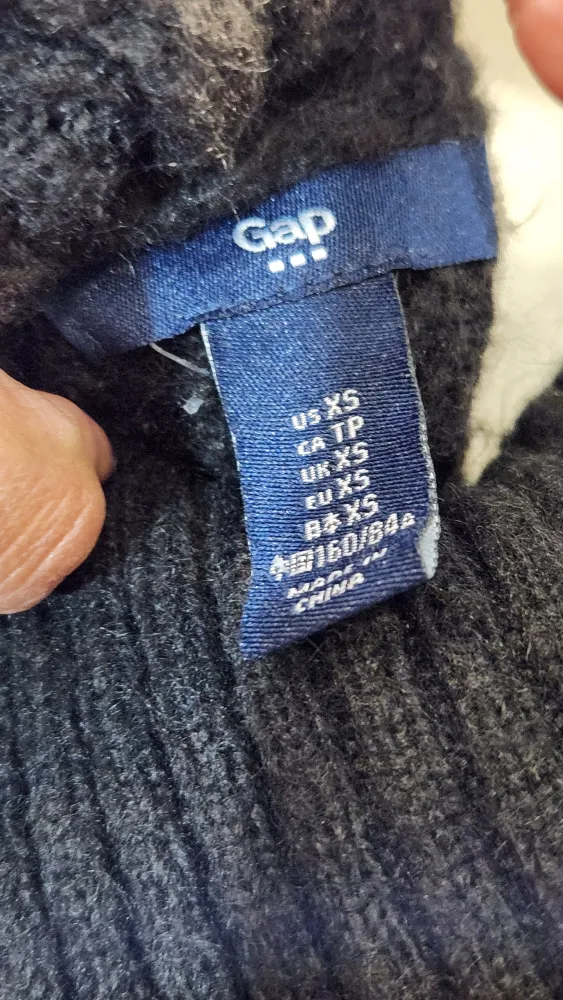 Gap
US XS
CA TP
UK XS
EU XS
日本 XS
中国 160/84A
MADE IN
CHINA